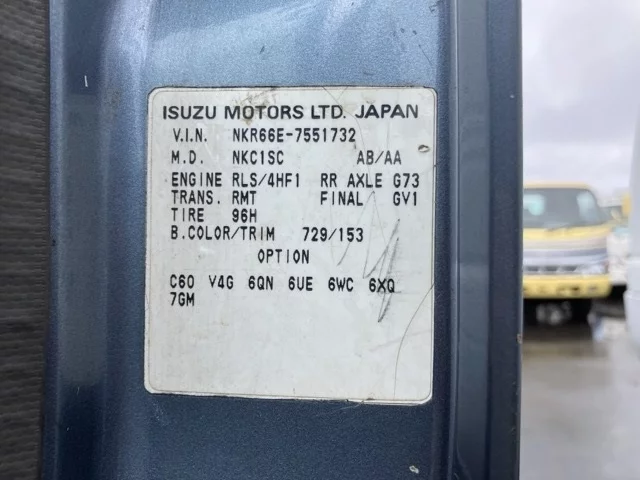 ISUZU MOTORS LTD. JAPAN
V.I.N. NKR66E-7551732
M.D. NKC1SC AB/AA
ENGINE RLS/4HF1 RR AXLE G73
TRANS. RMT FINAL GV1
TIRE 96H
B.COLOR/TRIM 729/153
OPTION
C60 V4G 6QN 6UE 6WC 6XQ
7GM